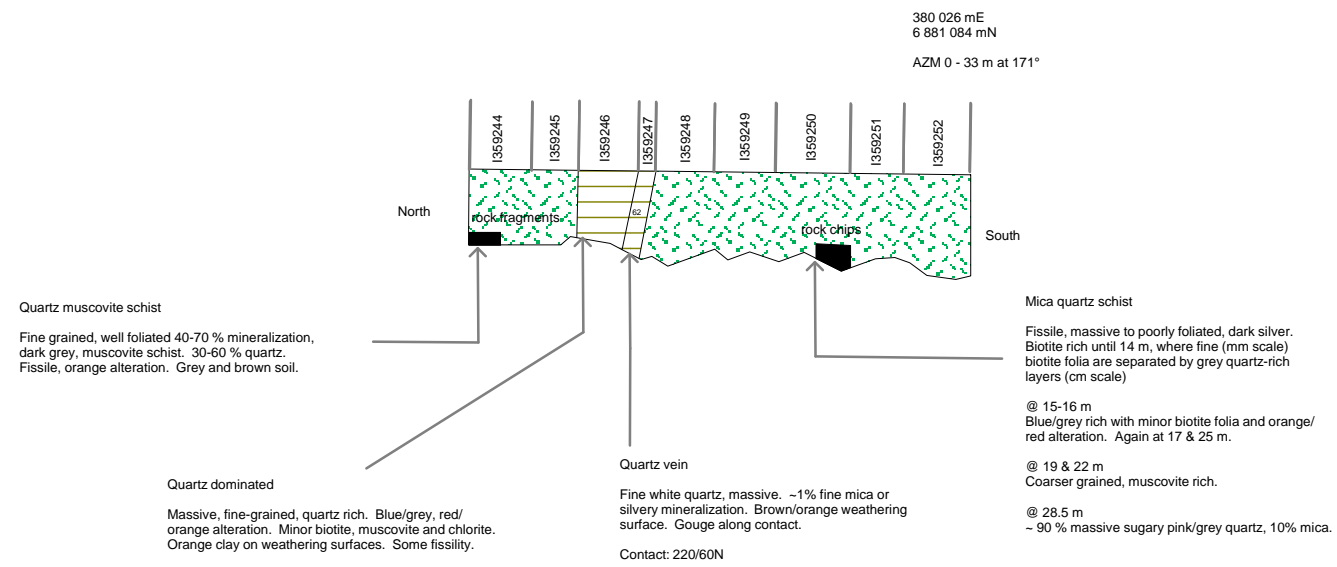 380 026 mE
6 881 084 mN
AZM 0 - 33 m at 171°
I359244
I359245
I359246
I359247
I359248
I359249
I359250
I359251
I359252
North
rock fragments
62
rock chips
South
Quartz muscovite schist
Fine grained, well foliated 40-70 % mineralization,
dark grey, muscovite schist. 30-60 % quartz.
Fissile, orange alteration. Grey and brown soil.
Quartz dominated
Massive, fine-grained, quartz rich. Blue/grey, red/
orange alteration. Minor biotite, muscovite and chlorite.
Orange clay on weathering surfaces. Some fissility.
Quartz vein
Fine white quartz, massive. ~1% fine mica or
silvery mineralization. Brown/orange weathering
surface. Gouge along contact.
Contact: 220/60N
Mica quartz schist
Fissile, massive to poorly foliated, dark silver.
Biotite rich until 14 m, where fine (mm scale)
biotite folia are separated by grey quartz-rich
layers (cm scale)
@ 15-16 m
Blue/grey rich with minor biotite folia and orange/
red alteration. Again at 17 & 25 m.
@ 19 & 22 m
Coarser grained, muscovite rich.
@ 28.5 m
~ 90 % massive sugary pink/grey quartz, 10% mica.